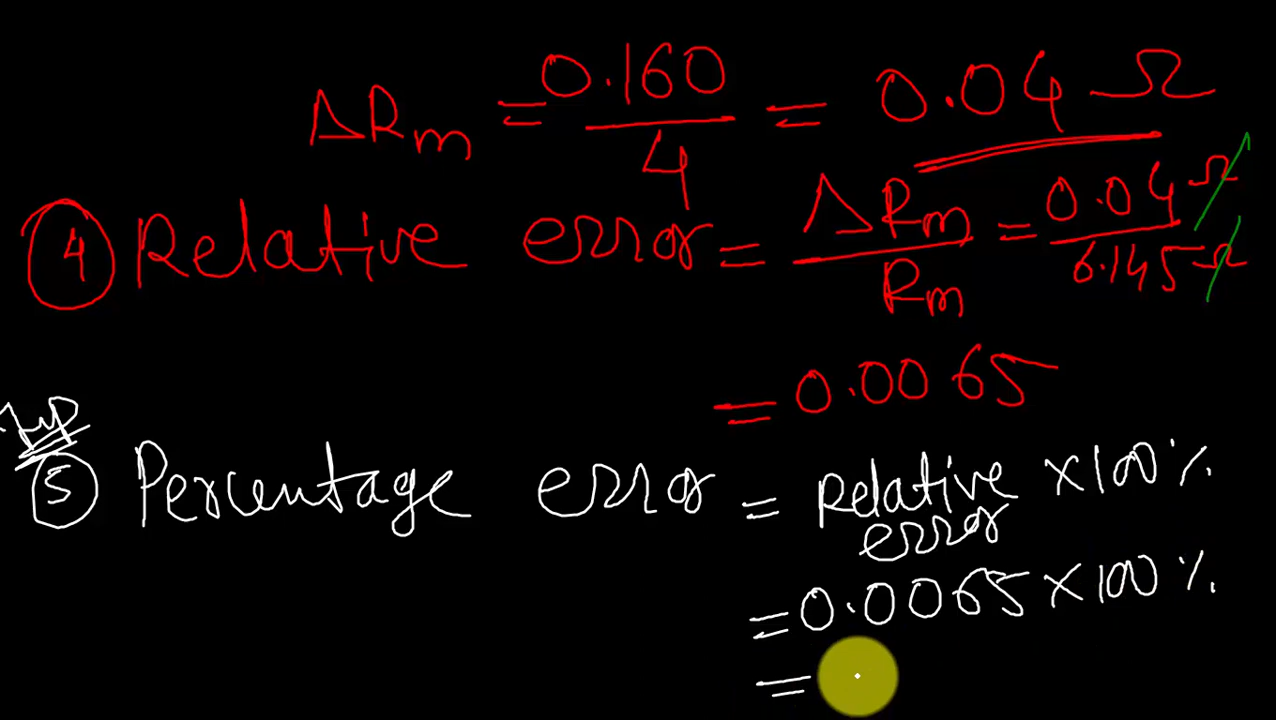 ΔRm = 0.160/4 = 0.04 Ω
④ Relative error = ΔRm/Rm = 0.04 Ω/6.145 Ω
= 0.0065
⑤ Percentage error = Relative error × 100 %
= 0.0065 × 100 %
=